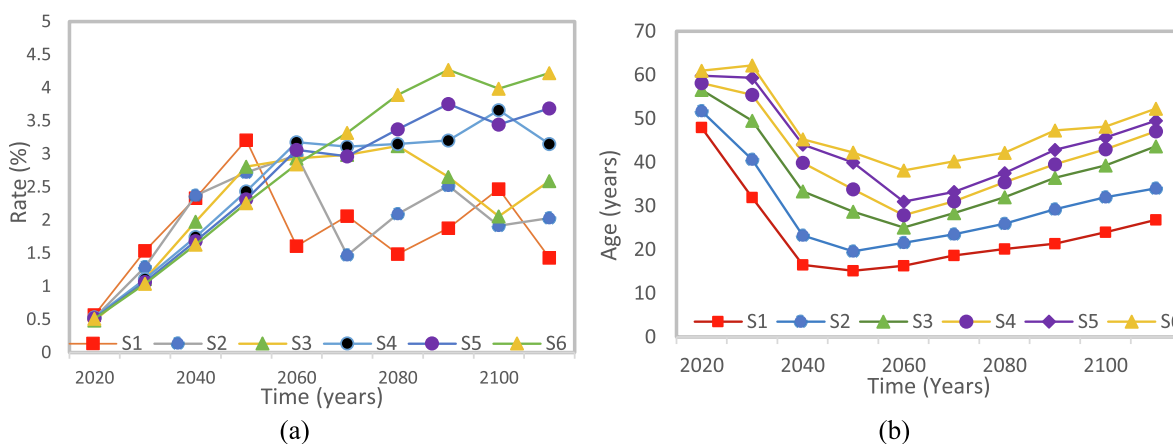 5
4.5
4
3.5
3
2.5
2
1.5
1
0.5
0
Rate (%)
S1 S2 S3 S4 S5 S6
2020 2040 2060 2080 2100
Time (years)
(a)
70
60
50
40
30
20
10
0
Age (years)
S1 S2 S3 S4 S5 S6
2020 2040 2060 2080 2100
Time (Years)
(b)